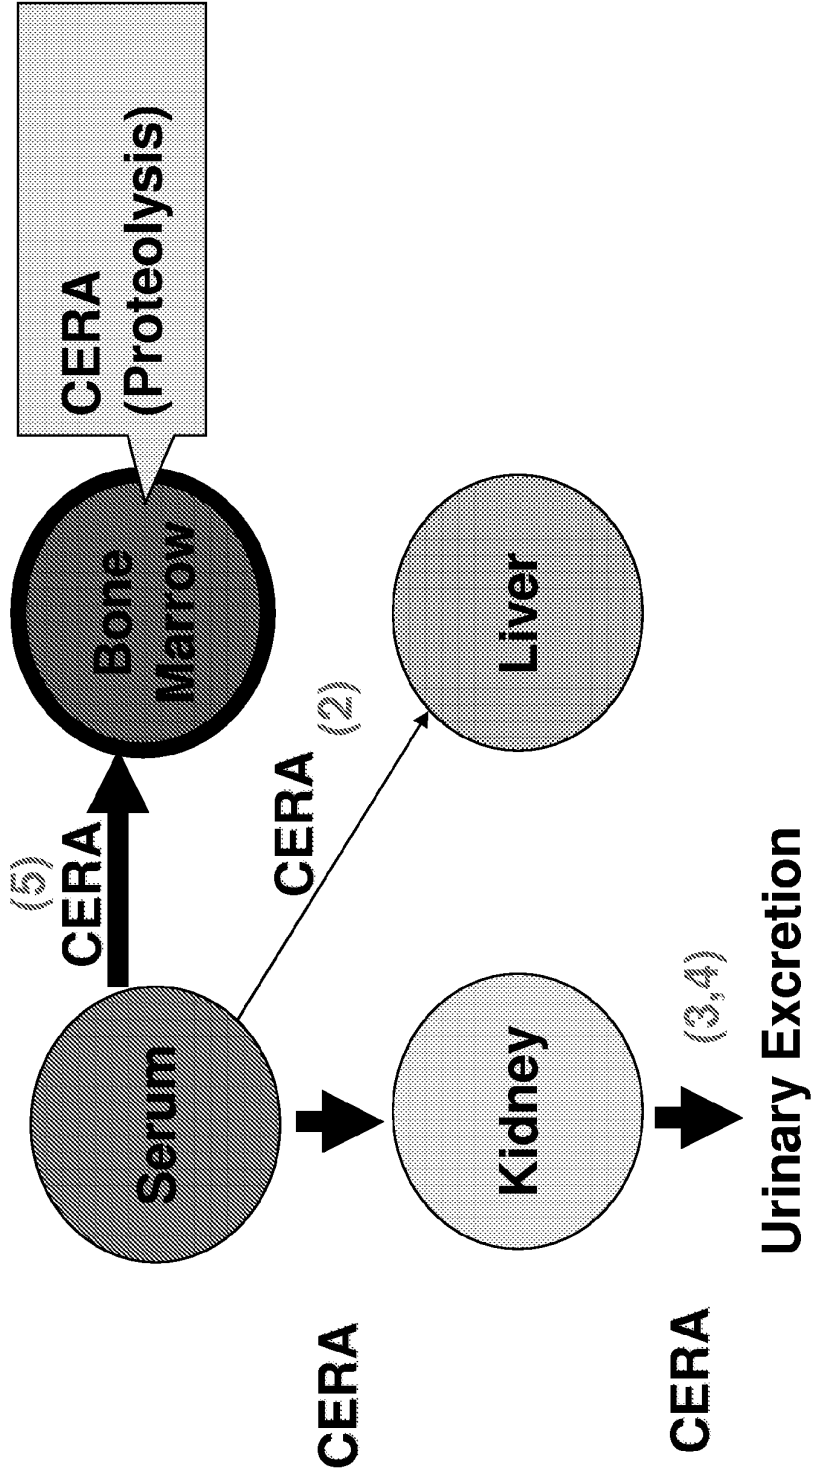 (5)
CERA
Serum
Bone
Marrow
CERA
(Proteolysis)
CERA
CERA
(2)
Kidney
Liver
CERA
(3,4)
Urinary Excretion